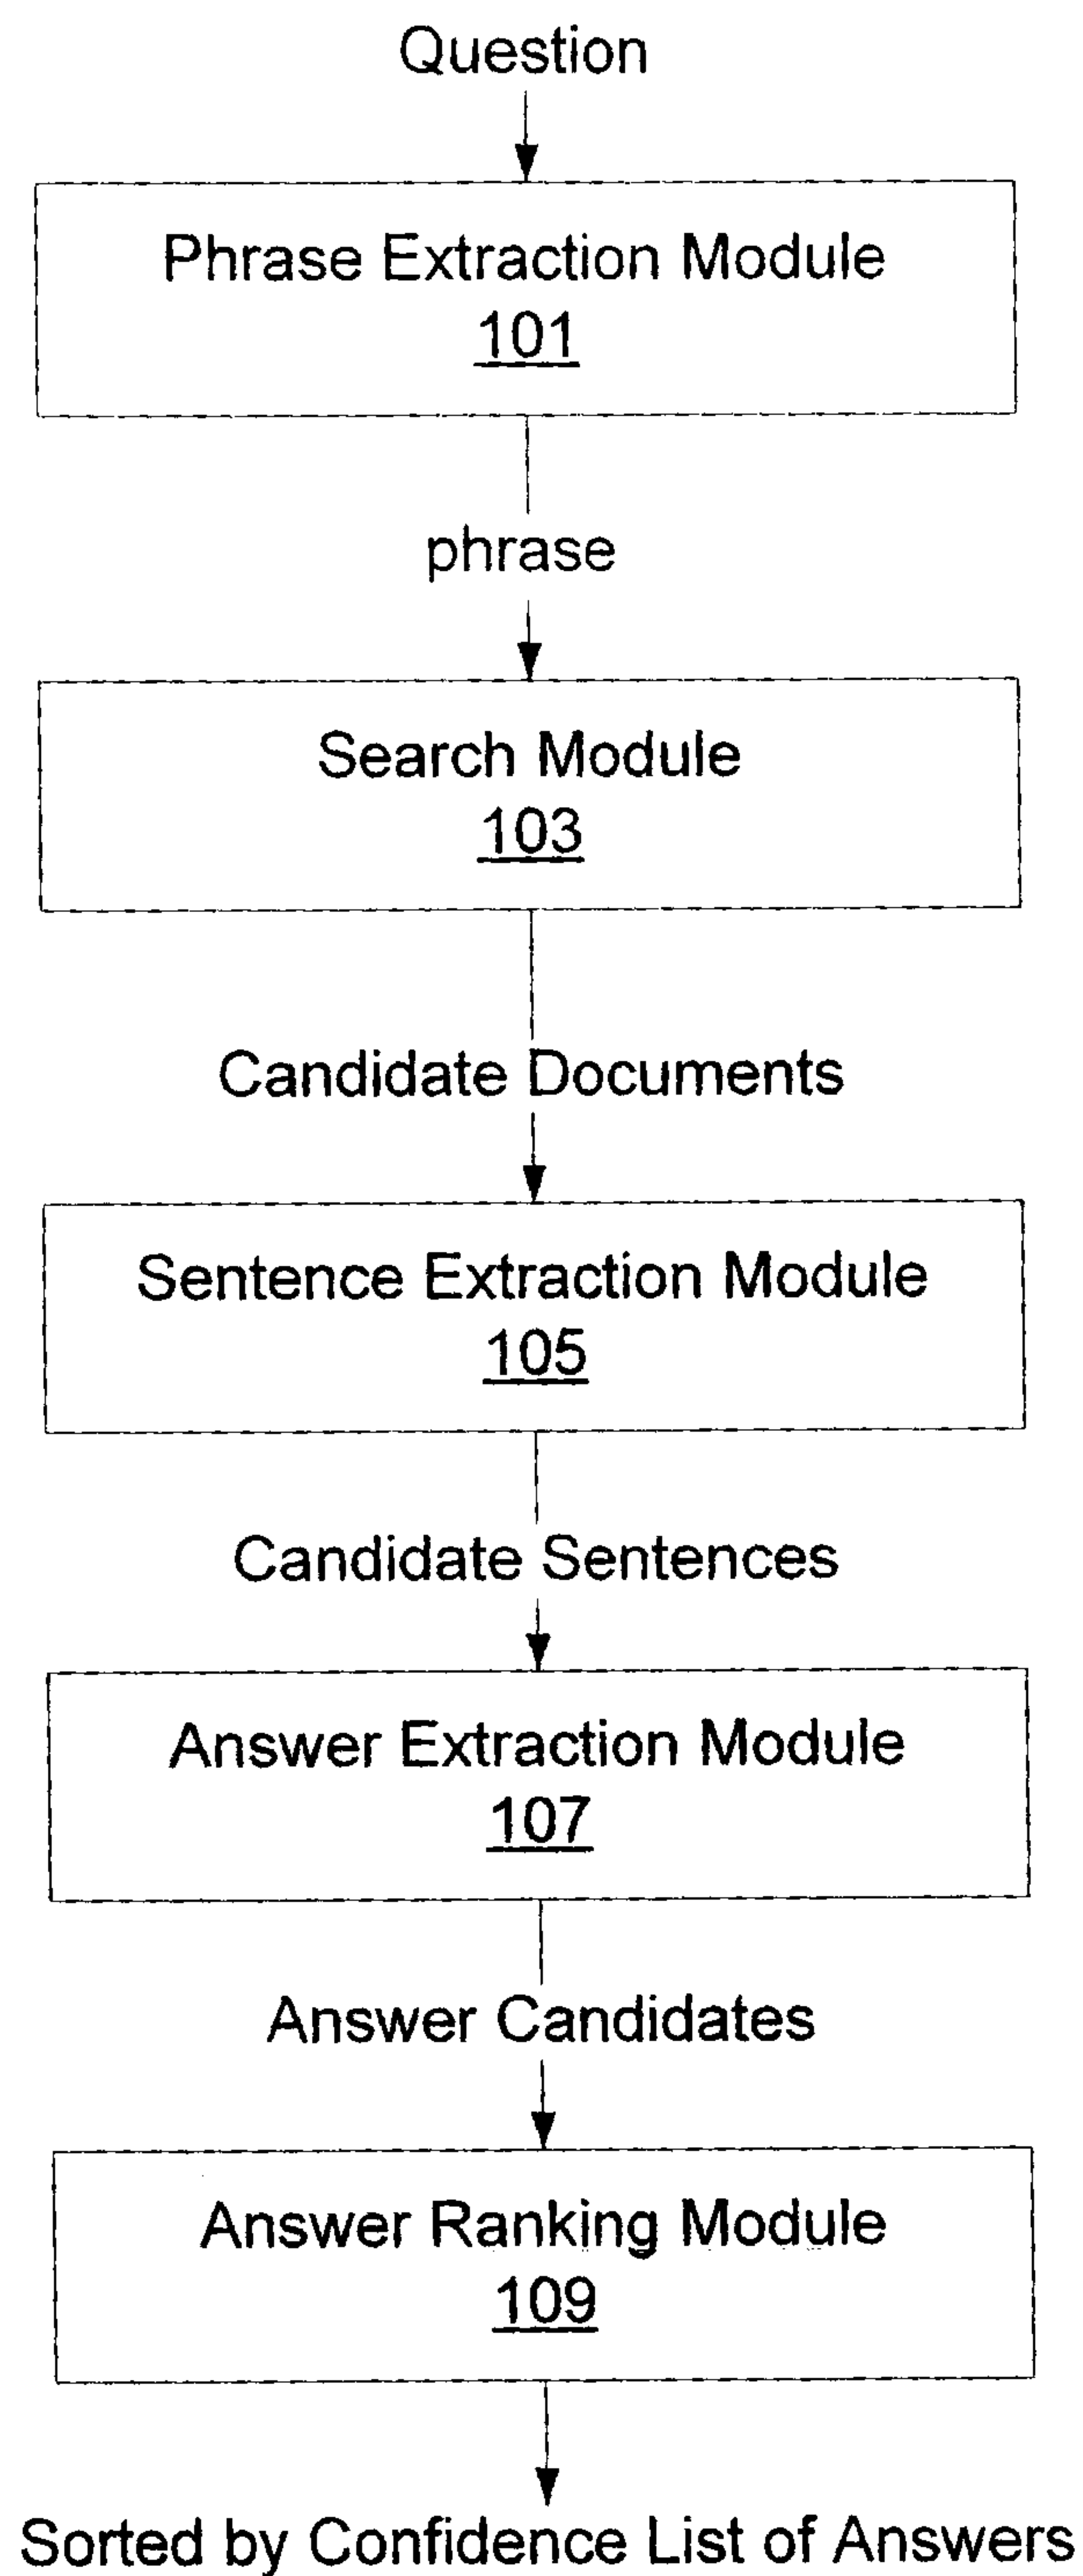 Question
Phrase Extraction Module
101
phrase
Search Module
103
Candidate Documents
Sentence Extraction Module
105
Candidate Sentences
Answer Extraction Module
107
Answer Candidates
Answer Ranking Module
109
Sorted by Confidence List of Answers